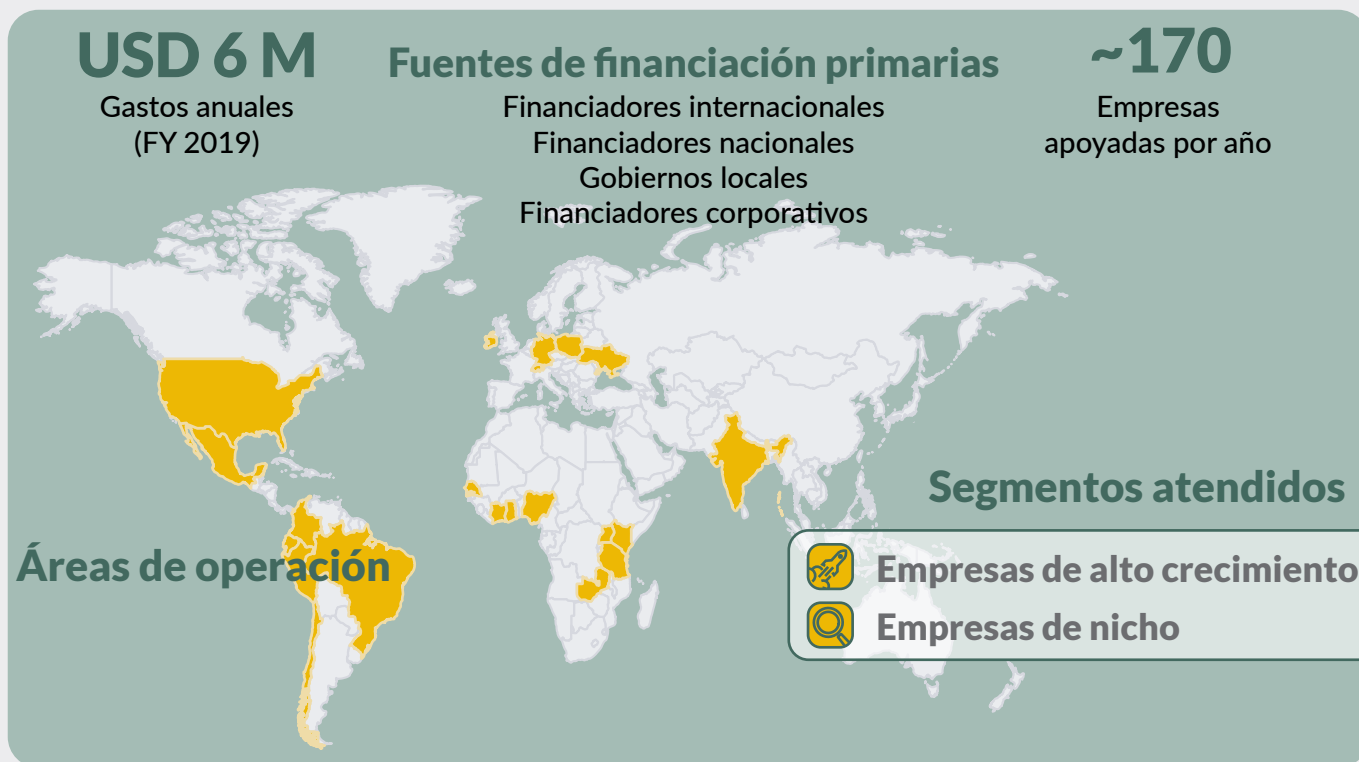 USD 6 M
Gastos anuales
(FY 2019)
Fuentes de financiación primarias
Financiadores internacionales
Financiadores nacionales
Gobiernos locales
Financiadores corporativos
~170
Empresas
apoyadas por año
Áreas de operación
Segmentos atendidos
Empresas de alto crecimiento
Empresas de nicho